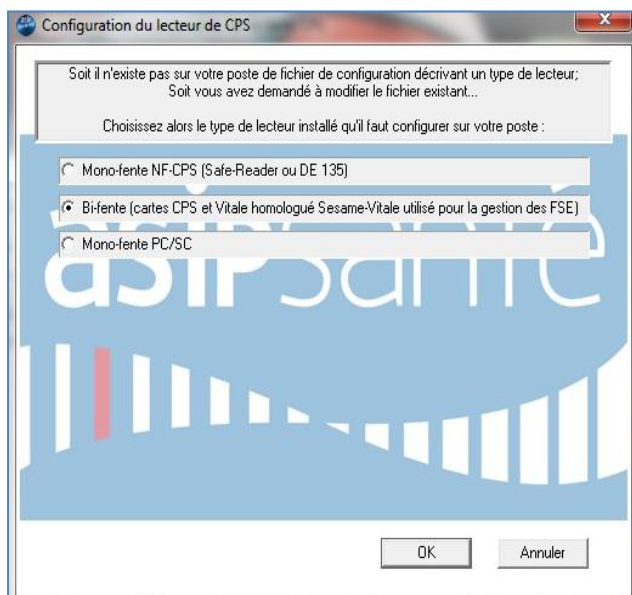 Configuration du lecteur de CPS
Soit il n'existe pas sur votre poste de fichier de configuration décrivant un type de lecteur;
Soit vous avez demandé à modifier le fichier existant...
Choisissez alors le type de lecteur installé qu'il faut configurer sur votre poste :
Mono-fente NF-CPS (Safe-Reader ou DE 135)
Bi-fente (cartes CPS et Vitale homologué Sesame-Vitale utilisé pour la gestion des FSE)
Mono-fente PC/SC
asipsanté
OK
Annuler